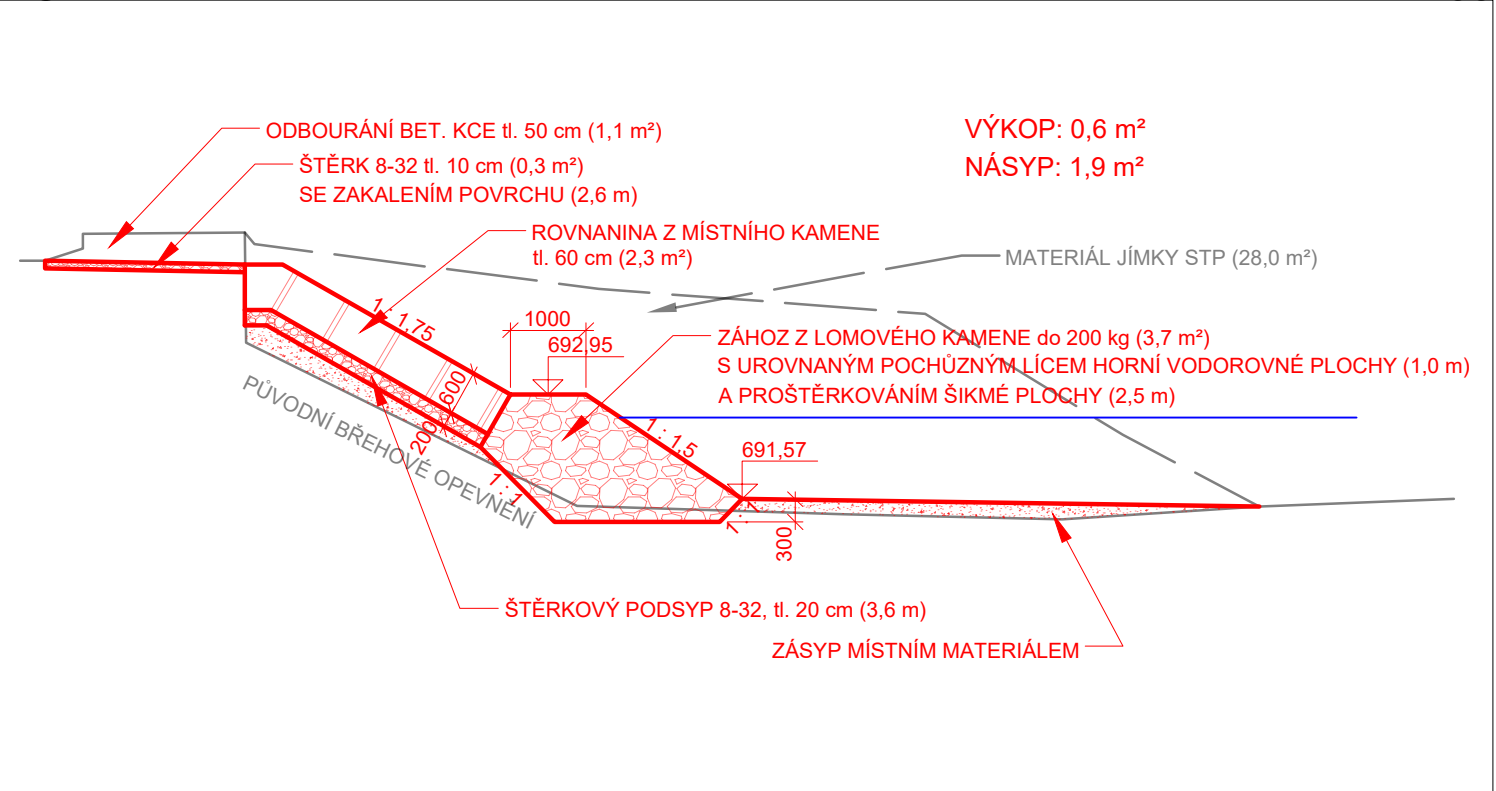 ODBOURÁNÍ BET. KCE tl. 50 cm (1,1 m²)
ŠTĚRK 8-32 tl. 10 cm (0,3 m²)
SE ZAKALENÍM POVRCHU (2,6 m)
VÝKOP: 0,6 m²
NÁSYP: 1,9 m²
ROVNANINA Z MÍSTNÍHO KAMENE
tl. 60 cm (2,3 m²)
MATERIÁL JÍMKY STP (28,0 m²)
1 : 1,75
1000
692,95
ZÁHOZ Z LOMOVÉHO KAMENE do 200 kg (3,7 m²)
S UROVNANÝM POCHŮZNÝM LÍCEM HORNÍ VODOROVNÉ PLOCHY (1,0 m)
A PROŠTĚRKOVÁNÍM ŠIKMÉ PLOCHY (2,5 m)
600
200
PŮVODNÍ BŘEHOVÉ OPEVNĚNÍ
1 : 1,5
691,57
1 : 1
1 : 1
300
ŠTĚRKOVÝ PODSYP 8-32, tl. 20 cm (3,6 m)
ZÁSYP MÍSTNÍM MATERIÁLEM